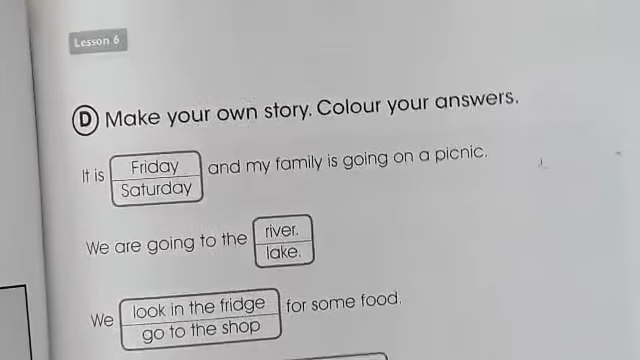 Lesson 6
D Make your own story. Colour your answers.
It is Friday and my family is going on a picnic.
Saturday
We are going to the river.
lake.
We look in the fridge for some food.
go to the shop